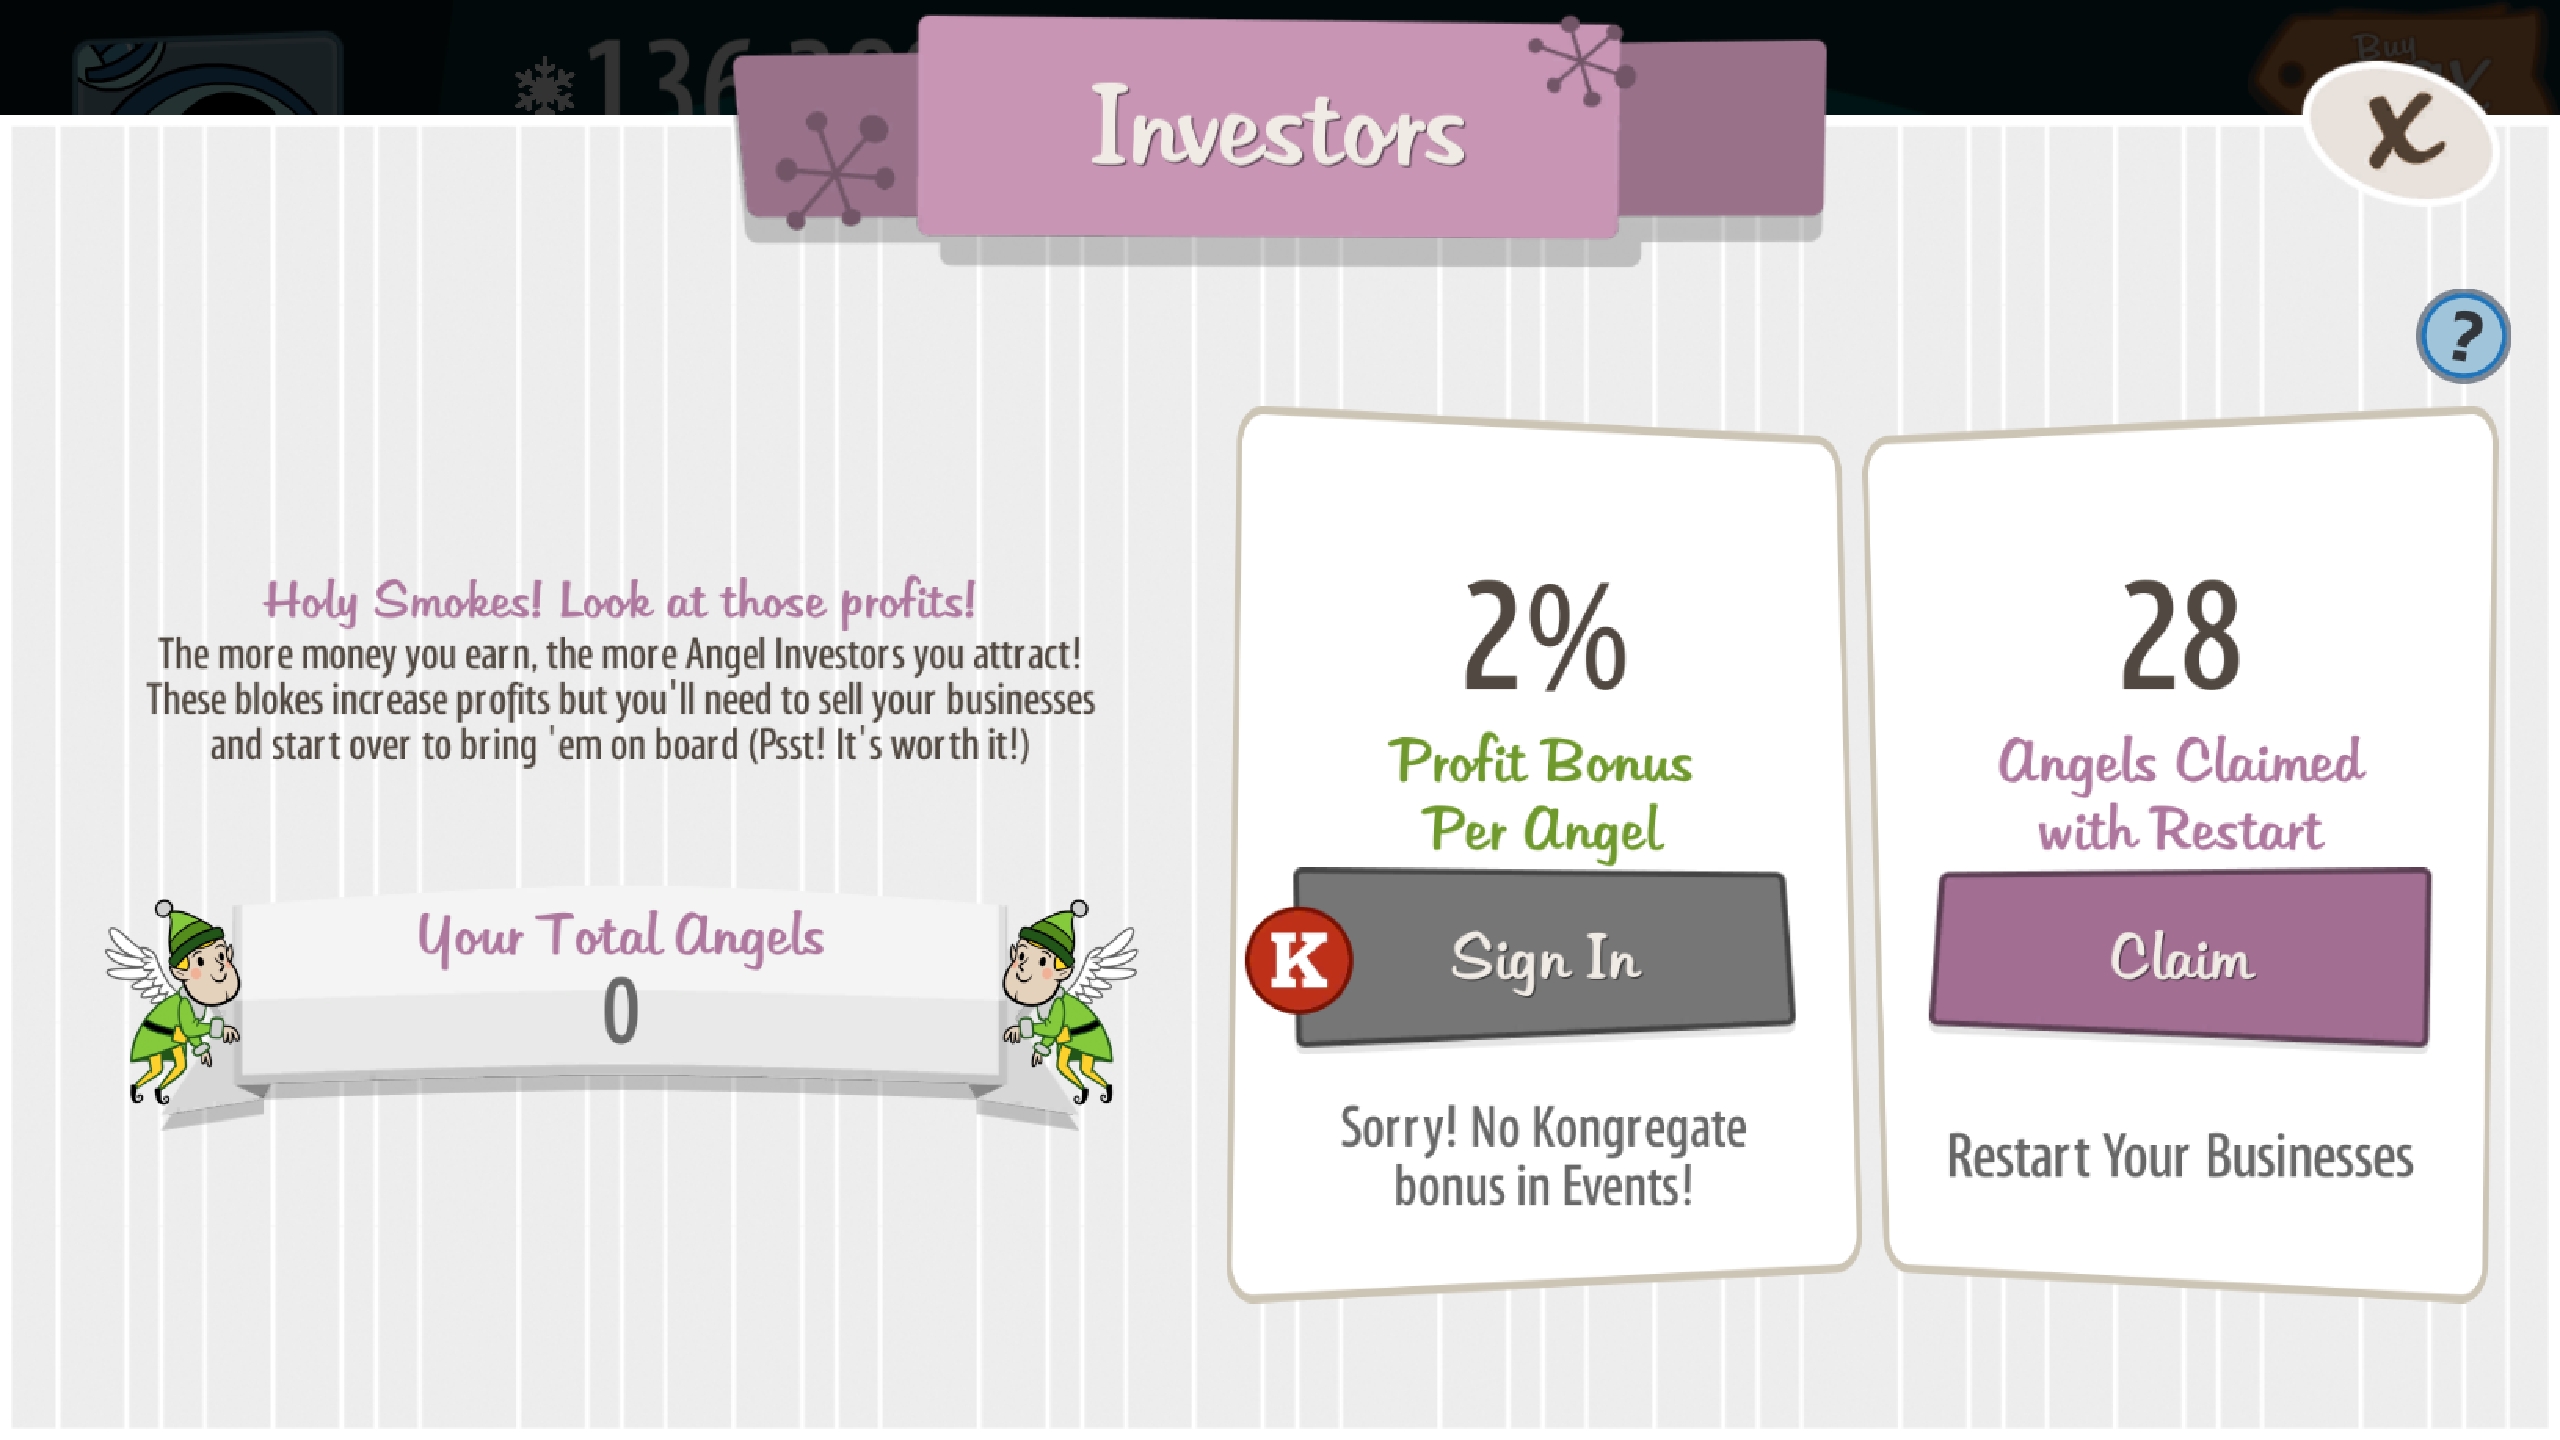 136
Buy
Investors
X
?
Holy Smokes! Look at those profits!
The more money you earn, the more Angel Investors you attract!
These blokes increase profits but you'll need to sell your businesses
and start over to bring 'em on board (Psst! It's worth it!)
Your Total Angels
0
2%
Profit Bonus
Per Angel
K
Sign In
Sorry! No Kongregate
bonus in Events!
28
Angels Claimed
with Restart
Claim
Restart Your Businesses